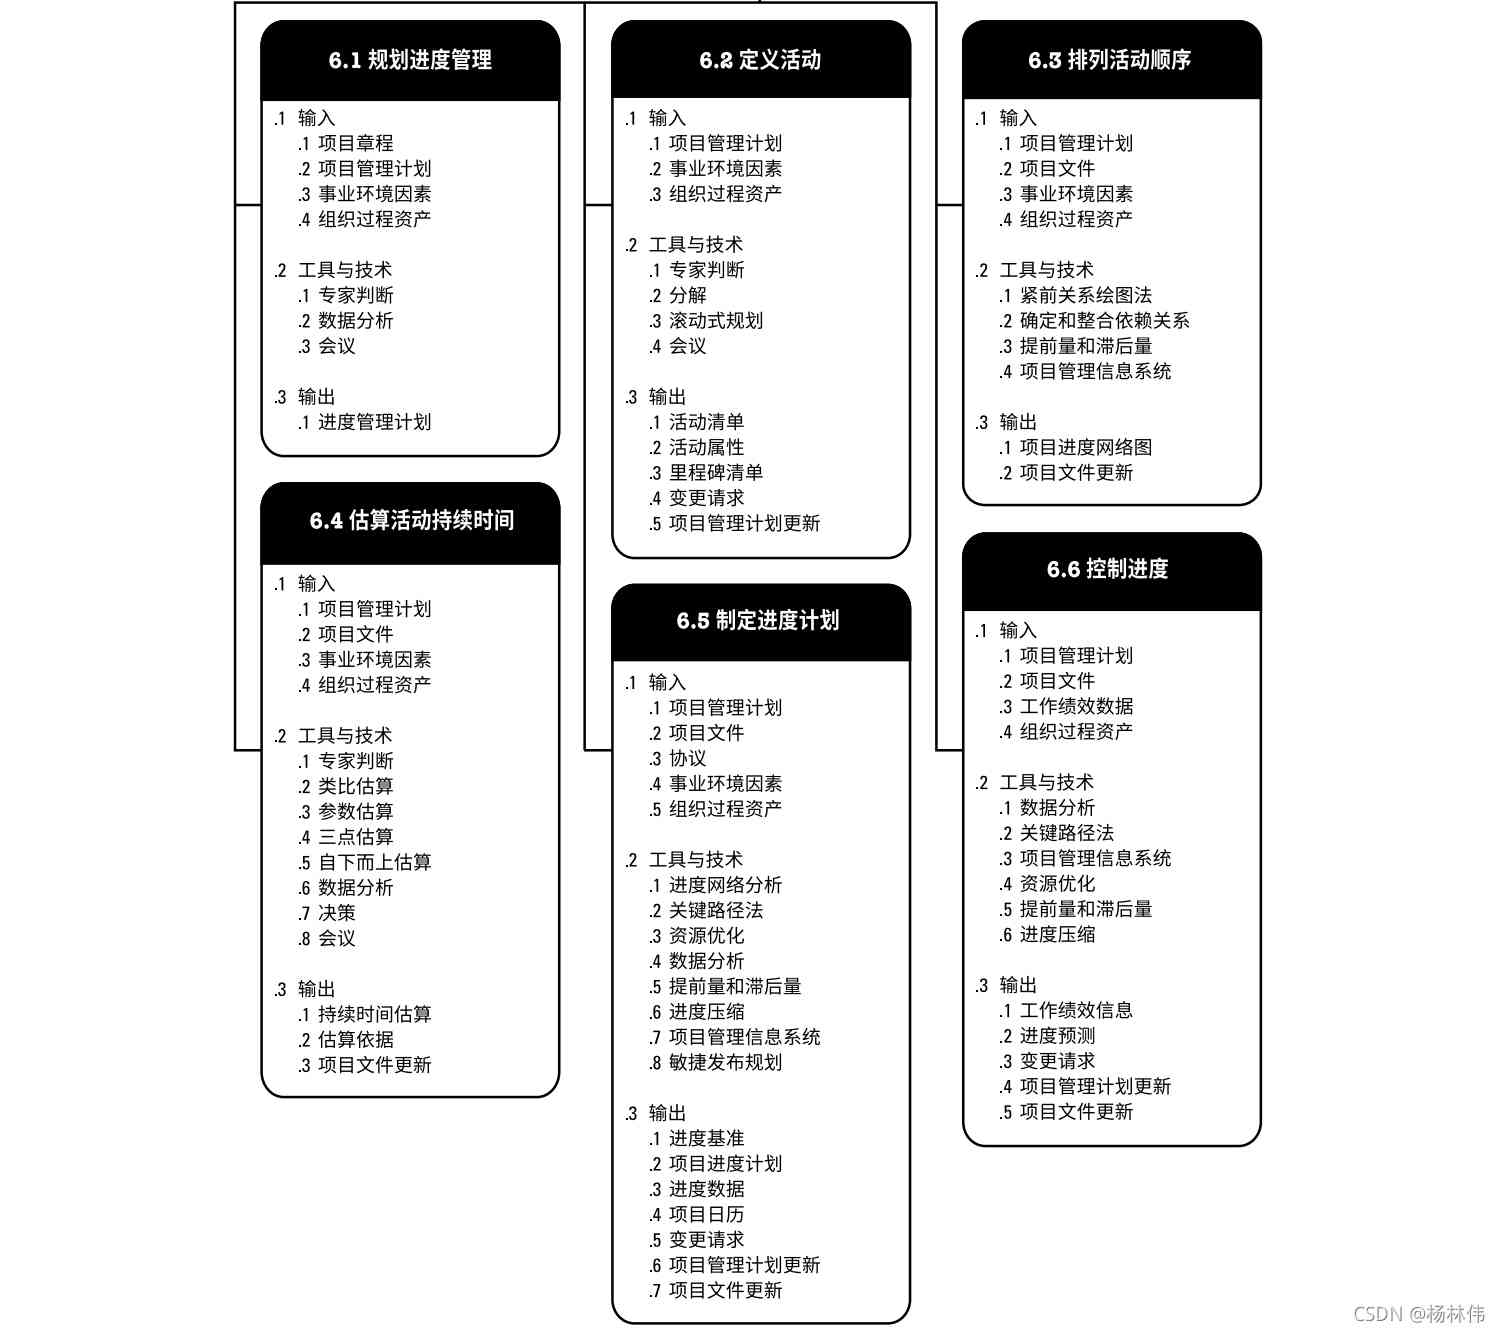 6.1 规划进度管理
.1 输入
.1 项目章程
.2 项目管理计划
.3 事业环境因素
.4 组织过程资产
.2 工具与技术
.1 专家判断
.2 数据分析
.3 会议
.3 输出
.1 进度管理计划
6.2 定义活动
.1 输入
.1 项目管理计划
.2 事业环境因素
.3 组织过程资产
.2 工具与技术
.1 专家判断
.2 分解
.3 滚动式规划
.4 会议
.3 输出
.1 活动清单
.2 活动属性
.3 里程碑清单
.4 变更请求
.5 项目管理计划更新
6.3 排列活动顺序
.1 输入
.1 项目管理计划
.2 项目文件
.3 事业环境因素
.4 组织过程资产
.2 工具与技术
.1 紧前关系绘图法
.2 确定和整合依赖关系
.3 提前量和滞后量
.4 项目管理信息系统
.3 输出
.1 项目进度网络图
.2 项目文件更新
6.4 估算活动持续时间
.1 输入
.1 项目管理计划
.2 项目文件
.3 事业环境因素
.4 组织过程资产
.2 工具与技术
.1 专家判断
.2 类比估算
.3 参数估算
.4 三点估算
.5 自下而上估算
.6 数据分析
.7 决策
.8 会议
.3 输出
.1 持续时间估算
.2 估算依据
.3 项目文件更新
6.5 制定进度计划
.1 输入
.1 项目管理计划
.2 项目文件
.3 协议
.4 事业环境因素
.5 组织过程资产
.2 工具与技术
.1 进度网络分析
.2 关键路径法
.3 资源优化
.4 数据分析
.5 提前量和滞后量
.6 进度压缩
.7 项目管理信息系统
.8 敏捷发布规划
.3 输出
.1 进度基准
.2 项目进度计划
.3 进度数据
.4 项目日历
.5 变更请求
.6 项目管理计划更新
.7 项目文件更新
6.6 控制进度
.1 输入
.1 项目管理计划
.2 项目文件
.3 工作绩效数据
.4 组织过程资产
.2 工具与技术
.1 数据分析
.2 关键路径法
.3 项目管理信息系统
.4 资源优化
.5 提前量和滞后量
.6 进度压缩
.3 输出
.1 工作绩效信息
.2 进度预测
.3 变更请求
.4 项目管理计划更新
.5 项目文件更新
CSDN @杨林伟